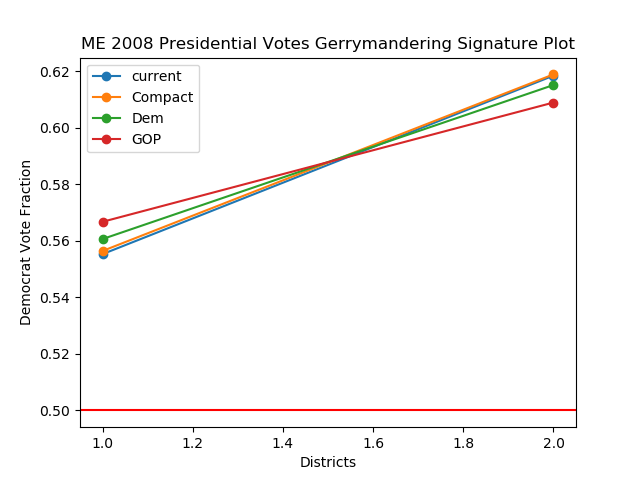 ME 2008 Presidential Votes Gerrymandering Signature Plot
current
Compact
Dem
GOP
Democrat Vote Fraction
0.62
0.60
0.58
0.56
0.54
0.52
0.50
1.0 1.2 1.4 1.6 1.8 2.0
Districts